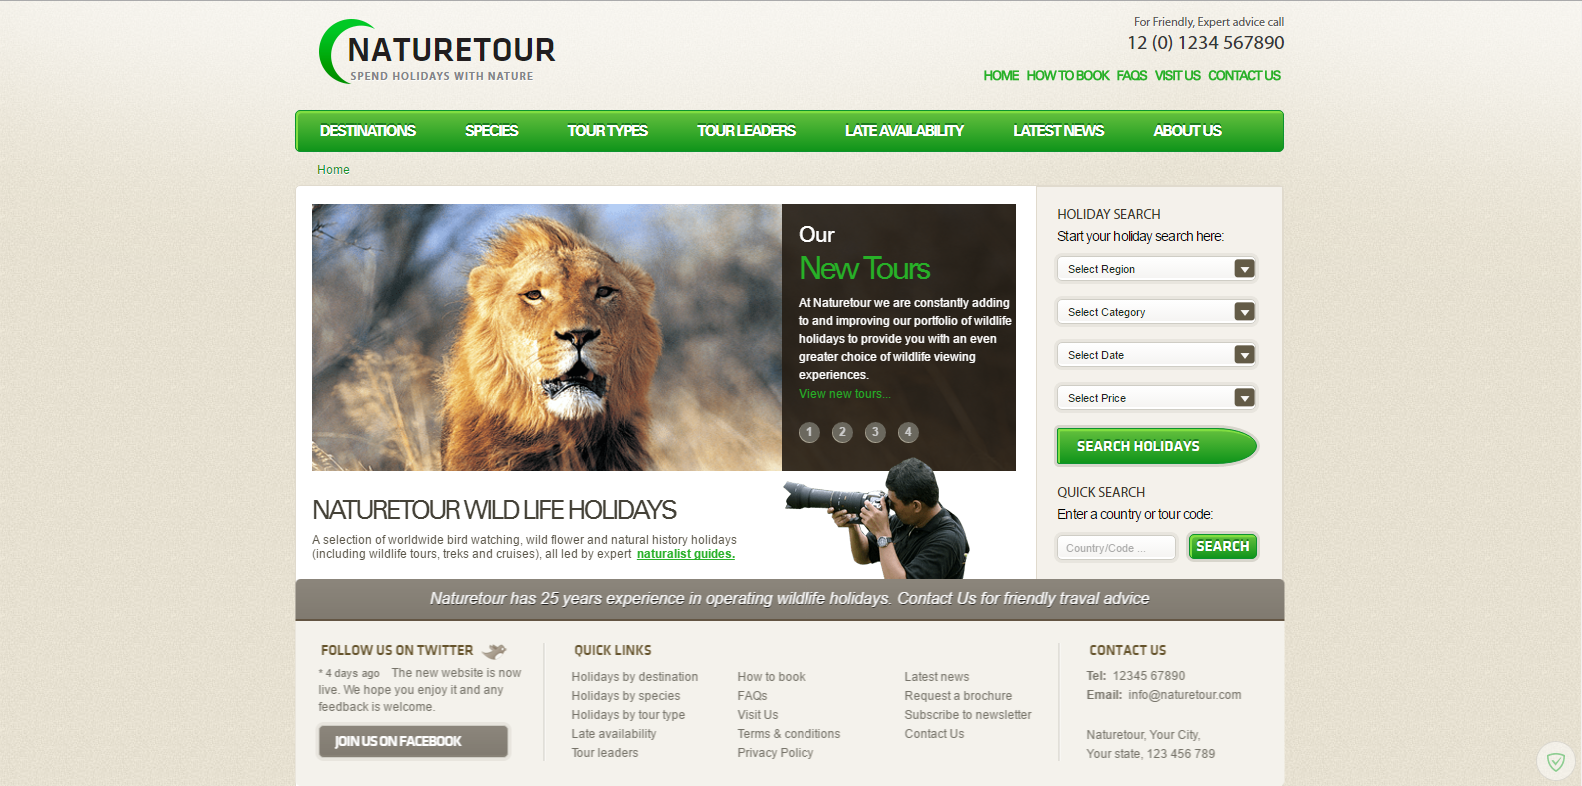 NATURETOUR
SPEND HOLIDAYS WITH NATURE
For Friendly, Expert advice call
12 (0) 1234 567890
HOME HOW TO BOOK FAQS VISIT US CONTACT US
DESTINATIONS SPECIES TOUR TYPES TOUR LEADERS LATE AVAILABILITY LATEST NEWS ABOUT US
Home
Our
New Tours
At Naturetour we are constantly adding
to and improving our portfolio of wildlife
holidays to provide you with an even
greater choice of wildlife viewing
experiences.
View new tours...
1 2 3 4
NATURETOUR WILD LIFE HOLIDAYS
A selection of worldwide bird watching, wild flower and natural history holidays
(including wildlife tours, treks and cruises), all led by expert naturalist guides.
HOLIDAY SEARCH
Start your holiday search here:
Select Region
Select Category
Select Date
Select Price
SEARCH HOLIDAYS
QUICK SEARCH
Enter a country or tour code:
Country/Code ... SEARCH
Naturetour has 25 years experience in operating wildlife holidays. Contact Us for friendly traval advice
FOLLOW US ON TWITTER
* 4 days ago The new website is now
live. We hope you enjoy it and any
feedback is welcome.
JOIN US ON FACEBOOK
QUICK LINKS
Holidays by destination
Holidays by species
Holidays by tour type
Late availability
Tour leaders
How to book
FAQs
Visit Us
Terms & conditions
Privacy Policy
Latest news
Request a brochure
Subscribe to newsletter
Contact Us
CONTACT US
Tel: 12345 67890
Email: info@naturetour.com
Naturetour, Your City,
Your state, 123 456 789